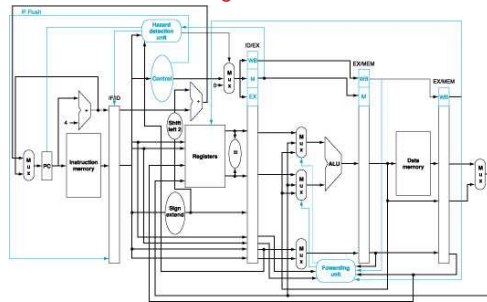 IF Flush
Hazard
detection
unit
ID/EX
WB
EX/MEM
Control
M
u
x
M
WB
EX/MEM
0
IF/ID
EX
M
WB
4
Shift
left 2
M
u
x
PC
Instruction
memory
Registers
=
M
u
x
ALU
Data
memory
M
u
x
M
u
x
Sign
extend
M
u
x
Forwarding
unit